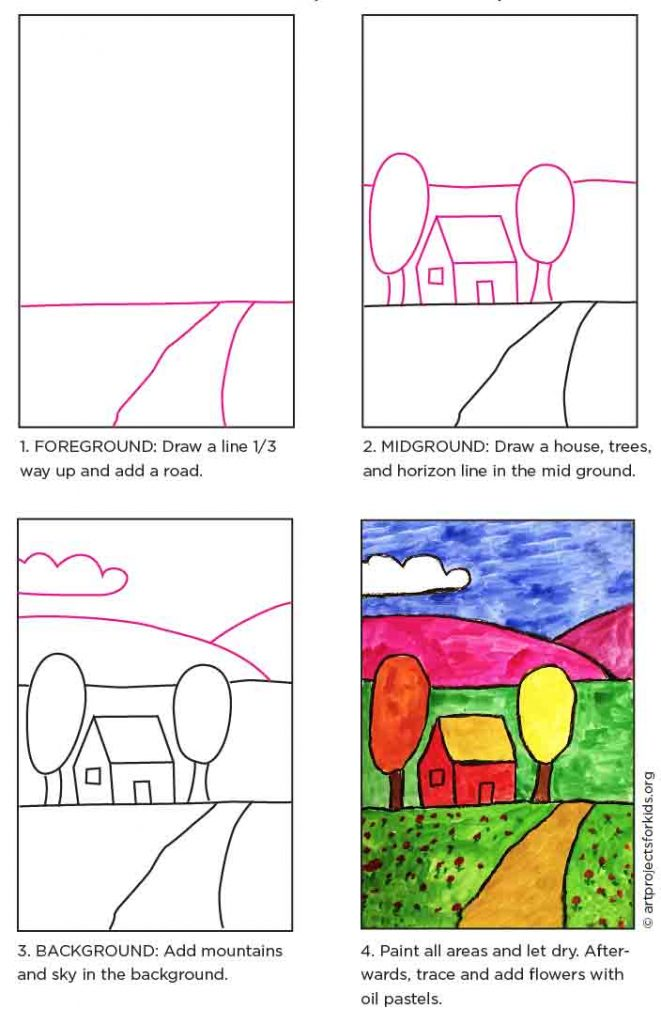 1. FOREGROUND: Draw a line 1/3
way up and add a road.
2. MIDGROUND: Draw a house, trees,
and horizon line in the mid ground.
3. BACKGROUND: Add mountains
and sky in the background.
4. Paint all areas and let dry. After-
wards, trace and add flowers with
oil pastels.
© artprojectsforkids.org